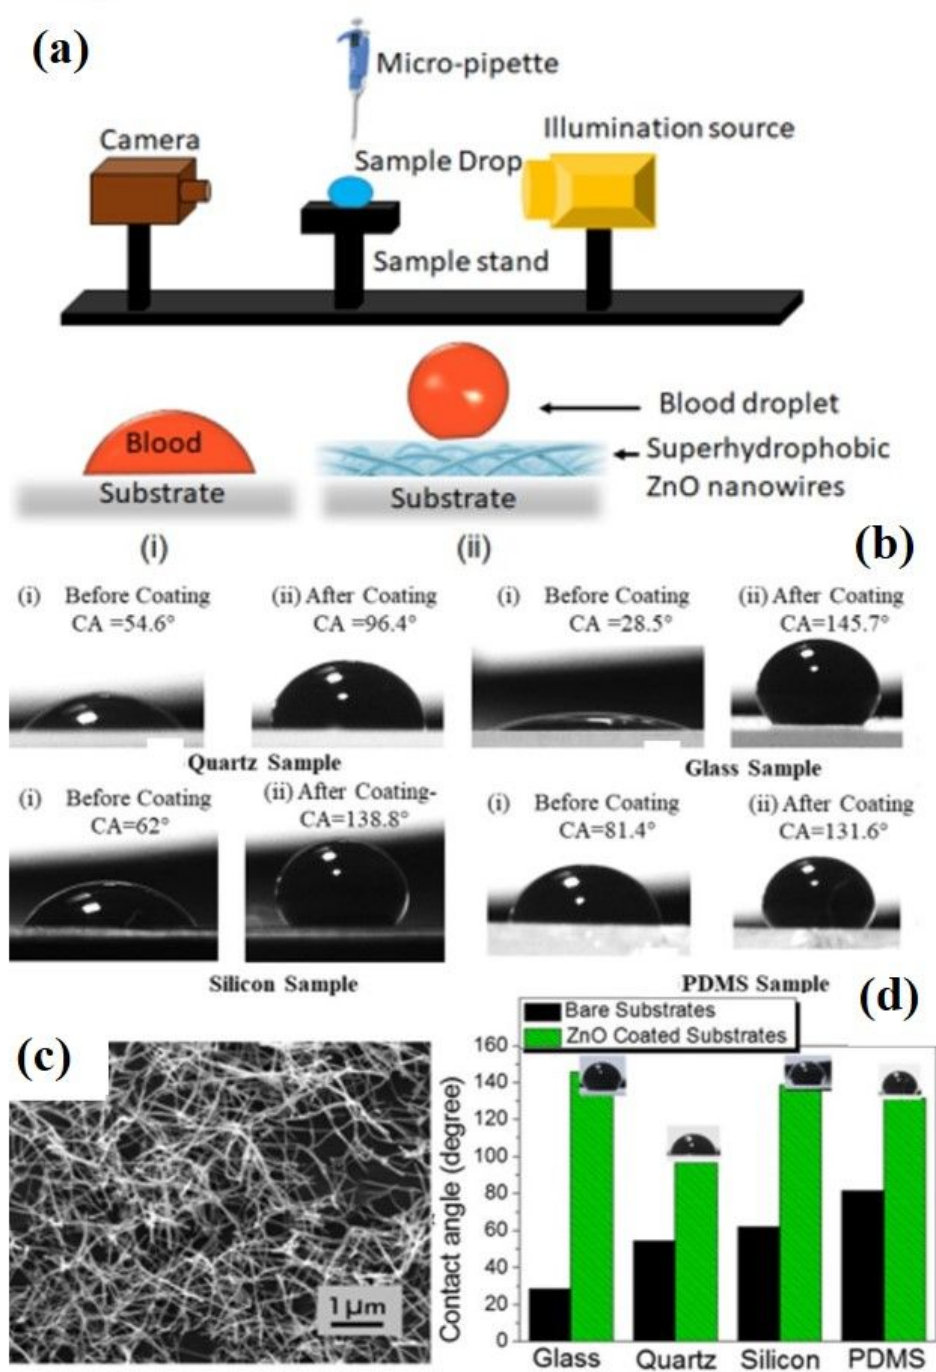 (a)
Micro-pipette
Camera
Illumination source
Sample Drop
Sample stand
Blood
Substrate
Blood droplet
Superhydrophobic
ZnO nanowires
Substrate
(i)
(ii)
(b)
(i) Before Coating
CA =54.6°
(ii) After Coating
CA =96.4°
Quartz Sample
(i) Before Coating
CA =28.5°
(ii) After Coating
CA=145.7°
Glass Sample
(i) Before Coating
CA=62°
(ii) After Coating-
CA=138.8°
Silicon Sample
(i) Before Coating
CA=81.4°
(ii) After Coating
CA=131.6°
PDMS Sample
(c)
1 µm
(d)
Bare Substrates
ZnO Coated Substrates
Contact angle (degree)
160
140
120
100
80
60
40
20
0
Glass
Quartz
Silicon
PDMS